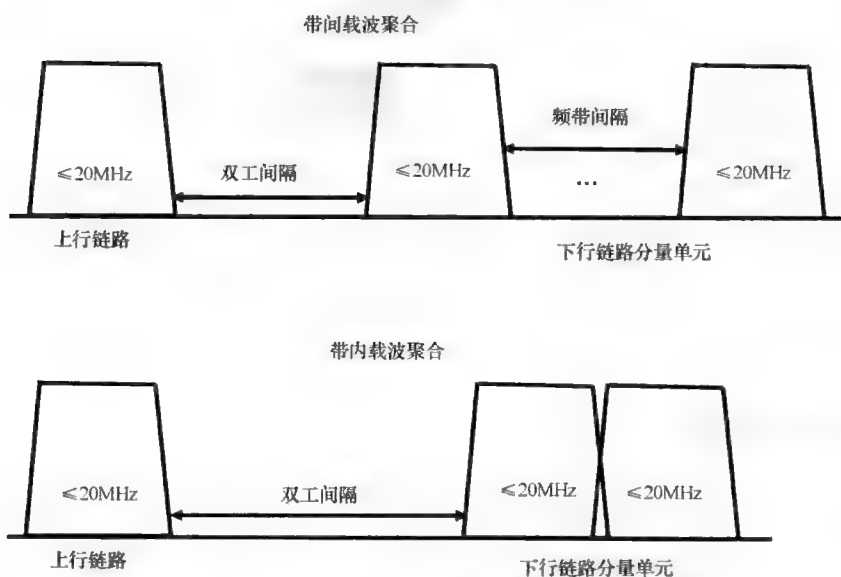 带间载波聚合
频带间隔
≤20MHz
双工间隔
≤20MHz
…
≤20MHz
上行链路
下行链路分量单元
带内载波聚合
≤20MHz
双工间隔
≤20MHz
≤20MHz
上行链路
下行链路分量单元